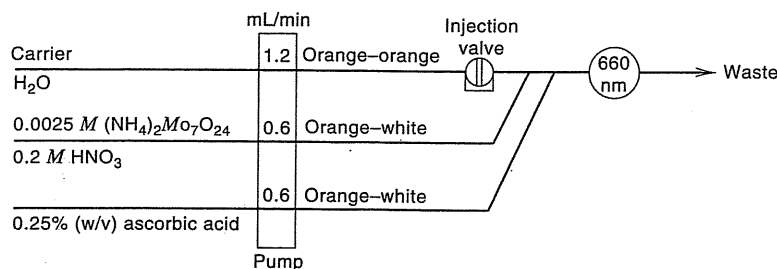 mL/min
Injection
valve
Carrier
1.2 Orange–orange
660
nm
Waste
H₂O
0.0025 M (NH₄)₂Mo₇O₂₄
0.6 Orange–white
0.2 M HNO₃
0.6 Orange–white
0.25% (w/v) ascorbic acid
Pump